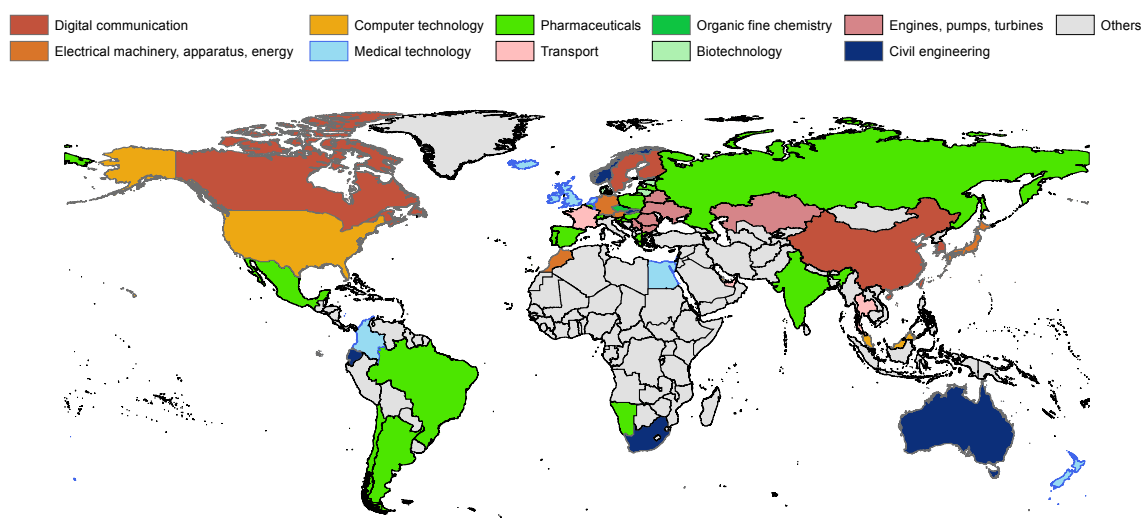 Digital communication
Computer technology
Pharmaceuticals
Organic fine chemistry
Engines, pumps, turbines
Others
Electrical machinery, apparatus, energy
Medical technology
Transport
Biotechnology
Civil engineering